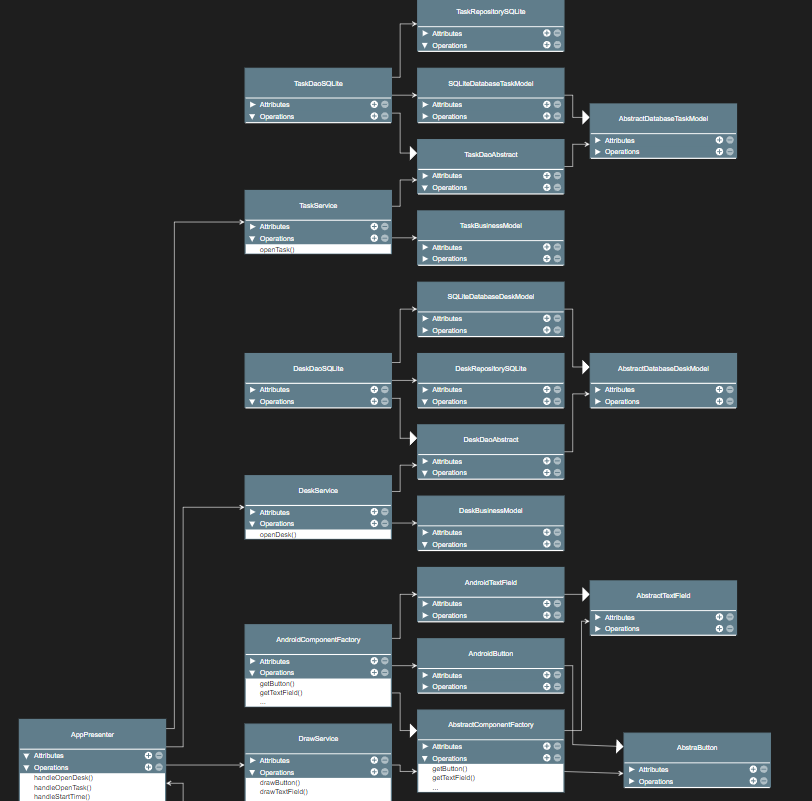 TaskRepositorySQLite
Attributes
Operations
TaskDaoSQLite
Attributes
Operations
SQLiteDatabaseTaskModel
Attributes
Operations
AbstractDatabaseTaskModel
Attributes
Operations
TaskDaoAbstract
Attributes
Operations
TaskService
Attributes
Operations
openTask()
TaskBusinessModel
Attributes
Operations
SQLiteDatabaseDeskModel
Attributes
Operations
DeskDaoSQLite
Attributes
Operations
DeskRepositorySQLite
Attributes
Operations
AbstractDatabaseDeskModel
Attributes
Operations
DeskDaoAbstract
Attributes
Operations
DeskService
Attributes
Operations
openDesk()
DeskBusinessModel
Attributes
Operations
AndroidTextField
Attributes
Operations
AbstractTextField
Attributes
Operations
AndroidComponentFactory
Attributes
Operations
getButton()
getTextField()
...
AndroidButton
Attributes
Operations
AbstractComponentFactory
Attributes
Operations
getButton()
getTextField()
...
AbstraButton
Attributes
Operations
AppPresenter
Attributes
Operations
handleOpenDesk()
handleOpenTask()
handleStartTime()
DrawService
Attributes
Operations
drawButton()
drawTextField()